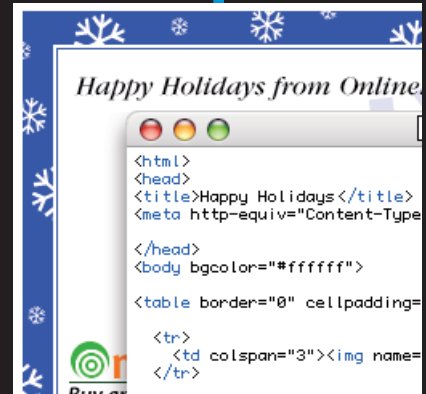 Happy Holidays from Online
<html>
<head>
<title>Happy Holidays</title>
<meta http-equiv="Content-Type
</head>
<body bgcolor="#ffffff">
<table border="0" cellpadding=
<tr>
<td colspan="3"><img name=
</tr>
Buy